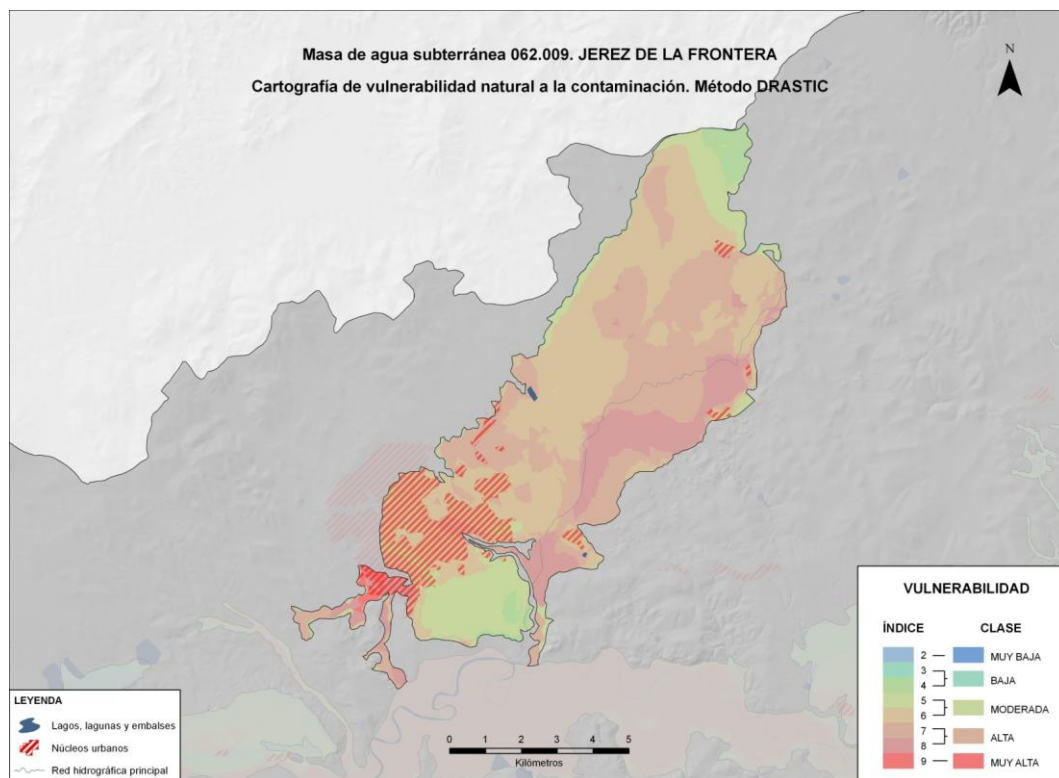 Masa de agua subterránea 062.009. JEREZ DE LA FRONTERA
Cartografía de vulnerabilidad natural a la contaminación. Método DRASTIC
N
VULNERABILIDAD
ÍNDICE CLASE
2 MUY BAJA
3
BAJA
4
5
MODERADA
6
7
ALTA
8
9 MUY ALTA
LEYENDA
Lagos, lagunas y embalses
Núcleos urbanos
Red hidrográfica principal
0 1 2 3 4 5
Kilómetros